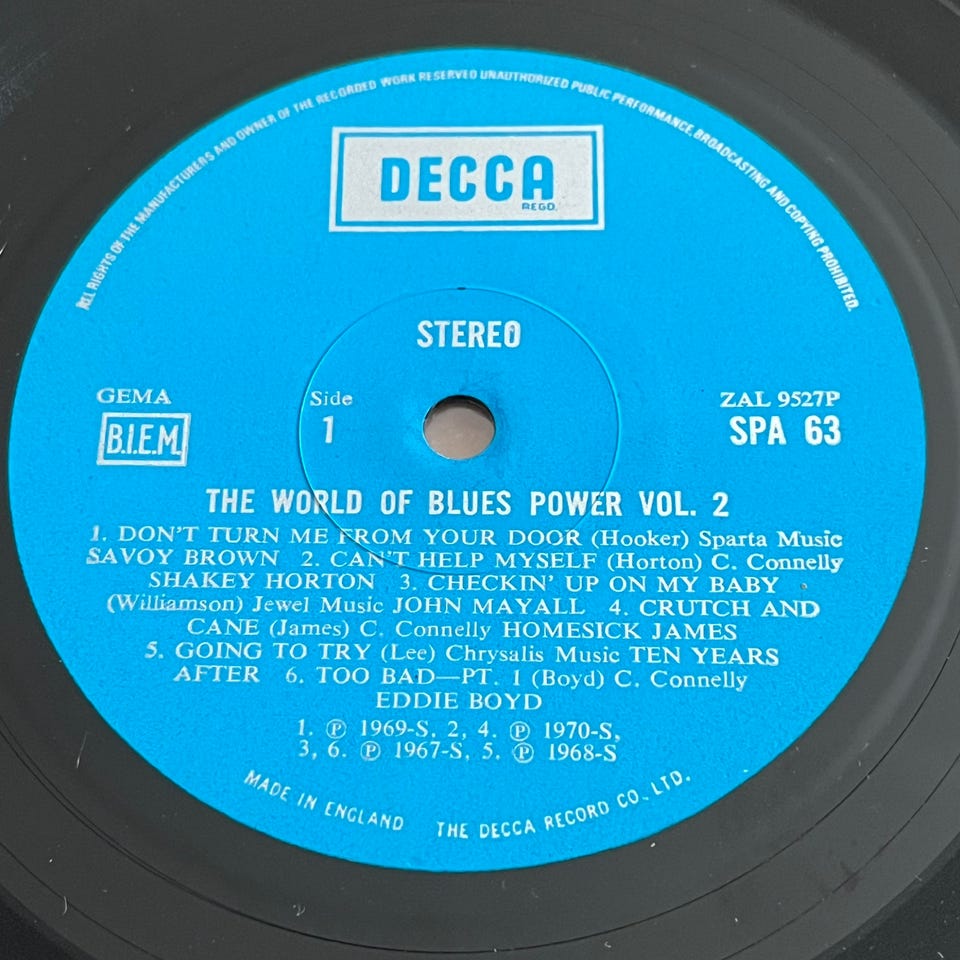 ALL RIGHTS OF THE MANUFACTURERS AND OWNER OF THE RECORDED WORK RESERVED UNAUTHORIZED PUBLIC PERFORMANCE, BROADCASTING AND COPYING PROHIBITED.
DECCA
REGD.
STEREO
GEMA
B.I.E.M.
Side
1
ZAL 9527P
SPA 63
THE WORLD OF BLUES POWER VOL. 2
1. DON'T TURN ME FROM YOUR DOOR (Hooker) Sparta Music
SAVOY BROWN 2. CAN'T HELP MYSELF (Horton) C. Connelly
SHAKEY HORTON 3. CHECKIN' UP ON MY BABY
(Williamson) Jewel Music JOHN MAYALL 4. CRUTCH AND
CANE (James) C. Connelly HOMESICK JAMES
5. GOING TO TRY (Lee) Chrysalis Music TEN YEARS
AFTER 6. TOO BAD—PT. 1 (Boyd) C. Connelly
EDDIE BOYD
1. Ⓟ 1969-S, 2, 4. Ⓟ 1970-S,
3, 6. Ⓟ 1967-S, 5. Ⓟ 1968-S
MADE IN ENGLAND THE DECCA RECORD CO., LTD.